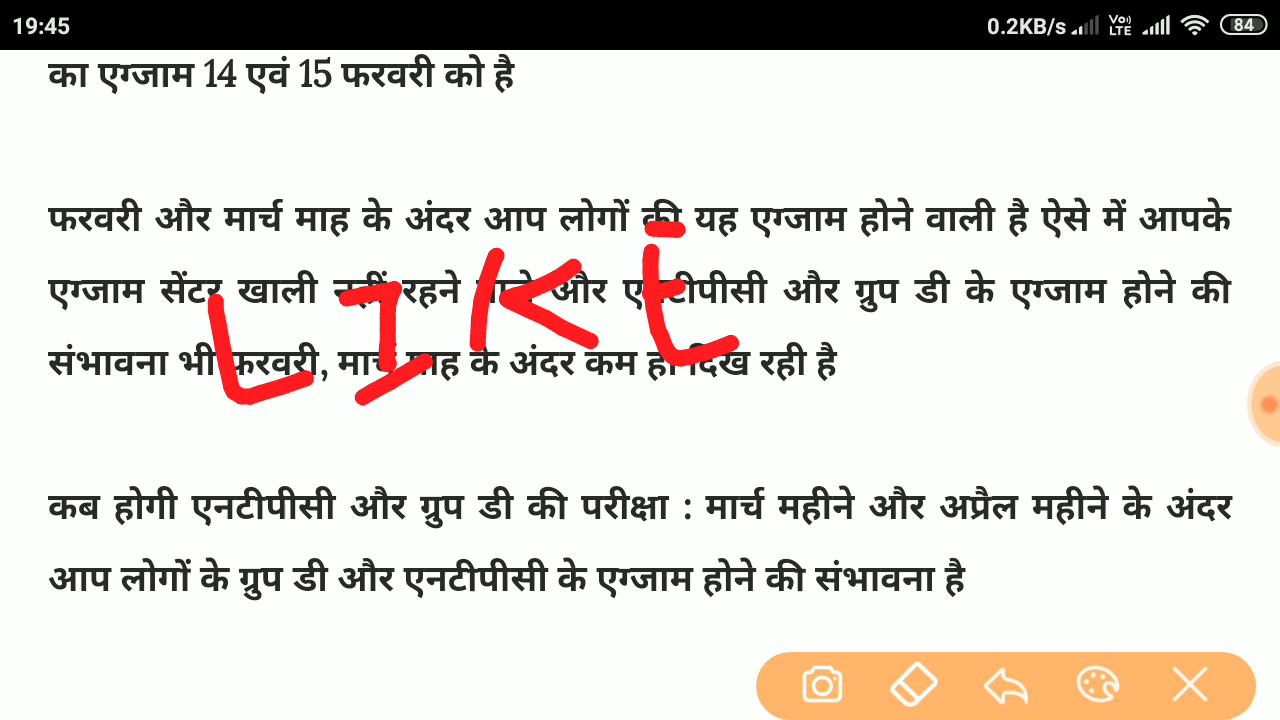 19:45 0.2KB/s Vo)) LTE 84
का एग्जाम 14 एवं 15 फरवरी को है
फरवरी और मार्च माह के अंदर आप लोगों की यह एग्जाम होने वाली है ऐसे में आपके
एग्जाम सेंटर खाली नहीं रहने वाले और एनटीपीसी और ग्रुप डी के एग्जाम होने की
संभावना भी फरवरी, मार्च माह के अंदर कम ही दिख रही है
LIKE
कब होगी एनटीपीसी और ग्रुप डी की परीक्षा : मार्च महीने और अप्रैल महीने के अंदर
आप लोगों के ग्रुप डी और एनटीपीसी के एग्जाम होने की संभावना है